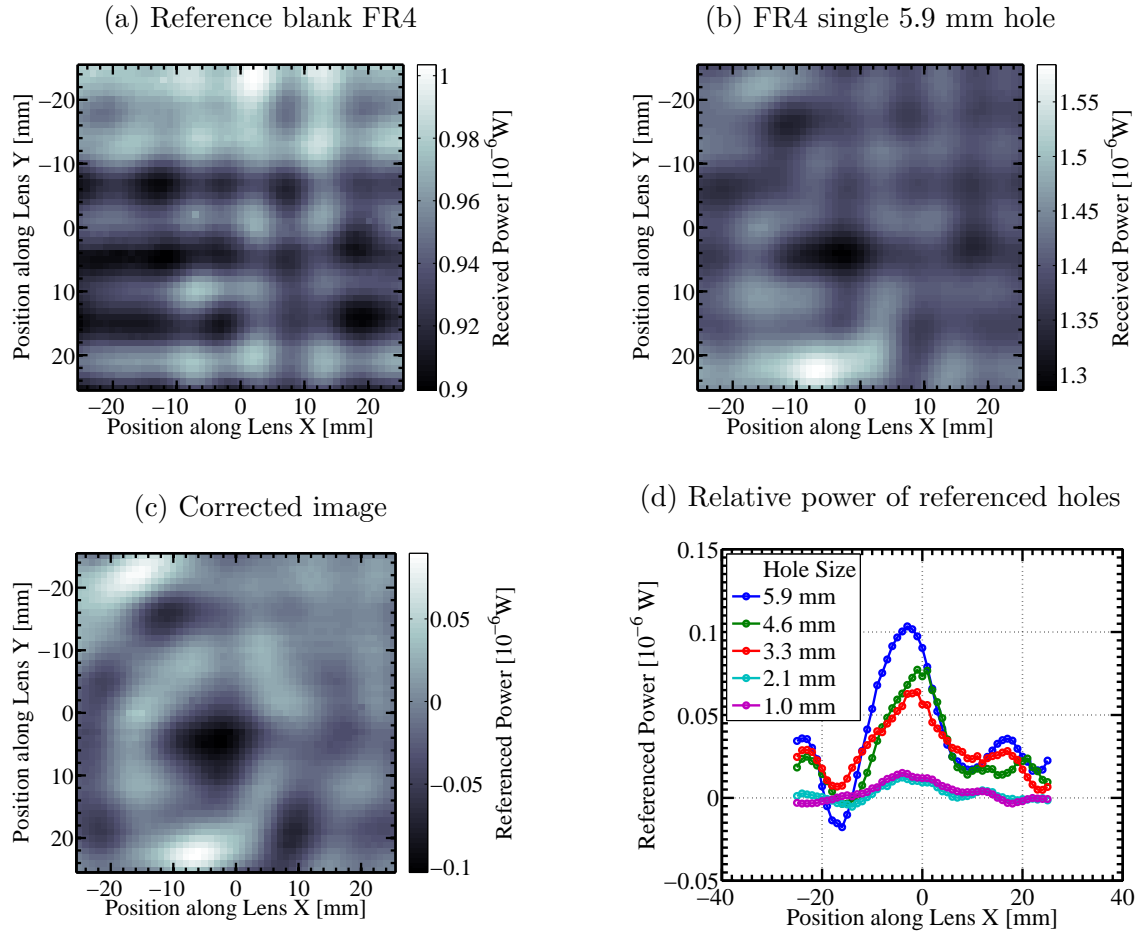 (a) Reference blank FR4
Position along Lens Y [mm]
−20
−10
0
10
20
−20 −10 0 10 20
Position along Lens X [mm]
1
0.98
0.96
0.94
0.92
0.9
Received Power [10⁻⁶W]
(b) FR4 single 5.9 mm hole
Position along Lens Y [mm]
−20
−10
0
10
20
−20 −10 0 10 20
Position along Lens X [mm]
1.55
1.5
1.45
1.4
1.35
1.3
Received Power [10⁻⁶W]
(c) Corrected image
Position along Lens Y [mm]
−20
−10
0
10
20
−20 −10 0 10 20
Position along Lens X [mm]
0.05
0
−0.05
−0.1
Referenced Power [10⁻⁶W]
(d) Relative power of referenced holes
Referenced Power [10⁻⁶ W]
0.15
0.1
0.05
0
−0.05
Hole Size
5.9 mm
4.6 mm
3.3 mm
2.1 mm
1.0 mm
−40 −20 0 20 40
Position along Lens X [mm]